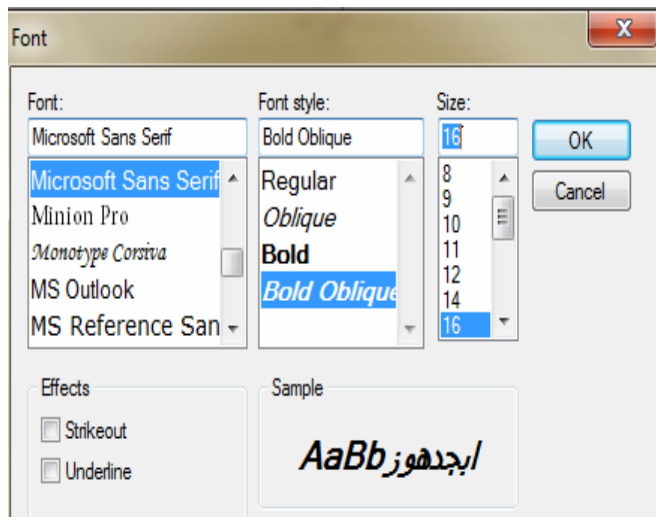 Font
X
Font:
Microsoft Sans Serif
Microsoft Sans Serif
Minion Pro
Monotype Corsiva
MS Outlook
MS Reference San
Font style:
Bold Oblique
Regular
Oblique
Bold
Bold Oblique
Size:
16
8
9
10
11
12
14
16
OK
Cancel
Effects
Strikeout
Underline
Sample
AaBbابجدهوز